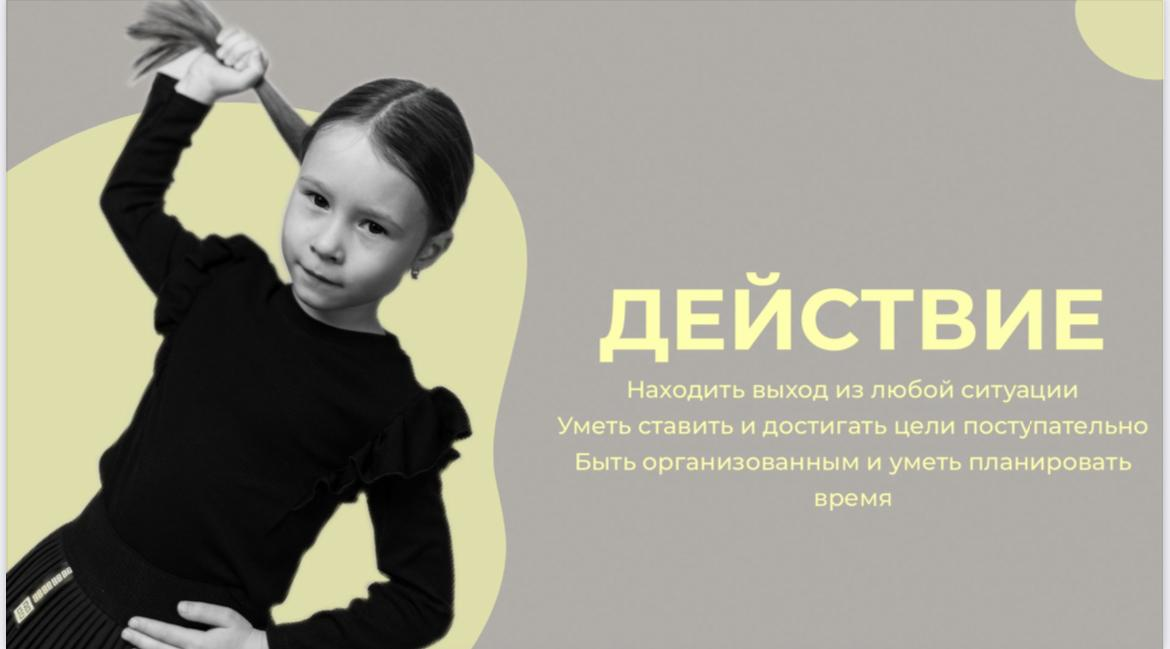 ДЕЙСТВИЕ
Находить выход из любой ситуации
Уметь ставить и достигать цели поступательно
Быть организованным и уметь планировать
время